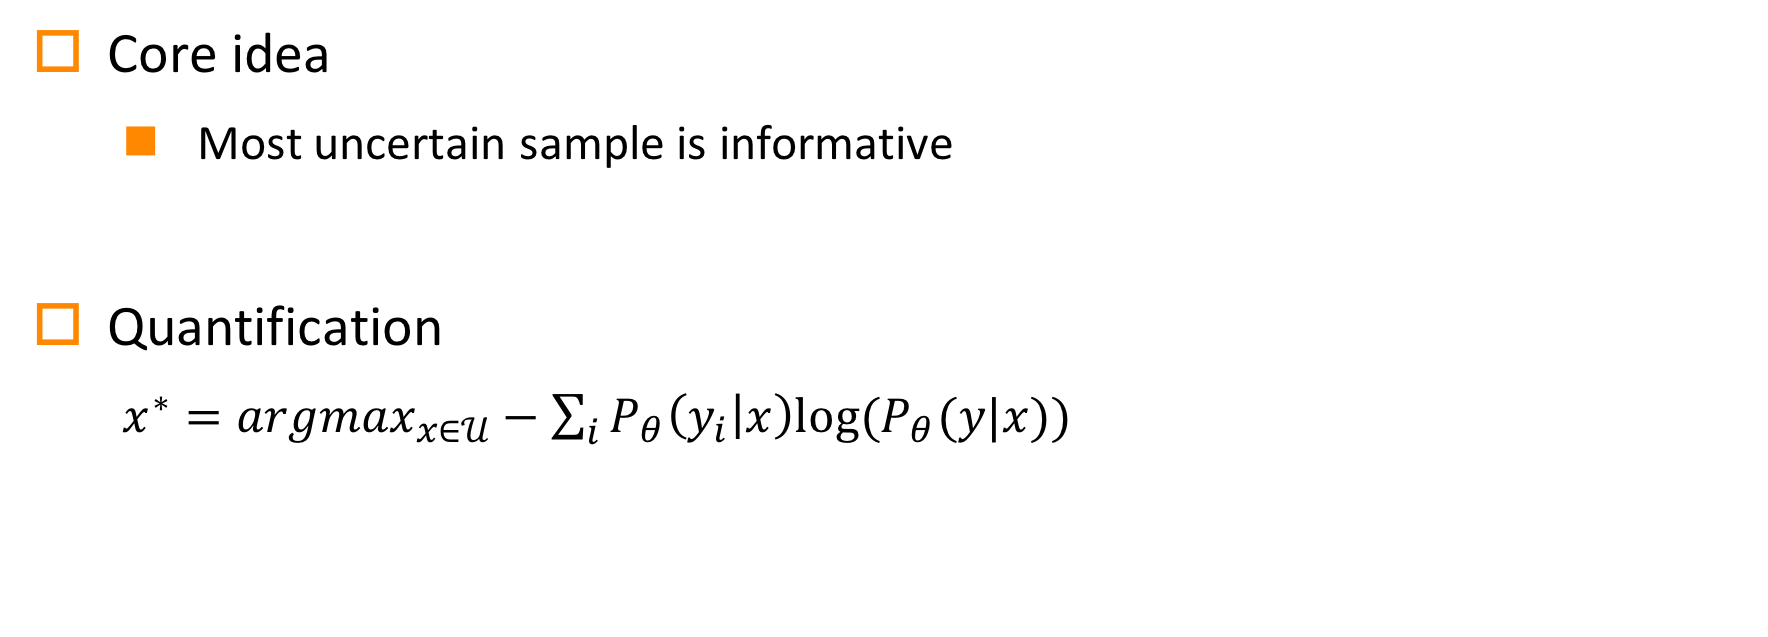 Core idea
Most uncertain sample is informative
Quantification
x* = argmax_{x∈𝒰} − ∑_i P_θ(y_i|x)log(P_θ(y|x))